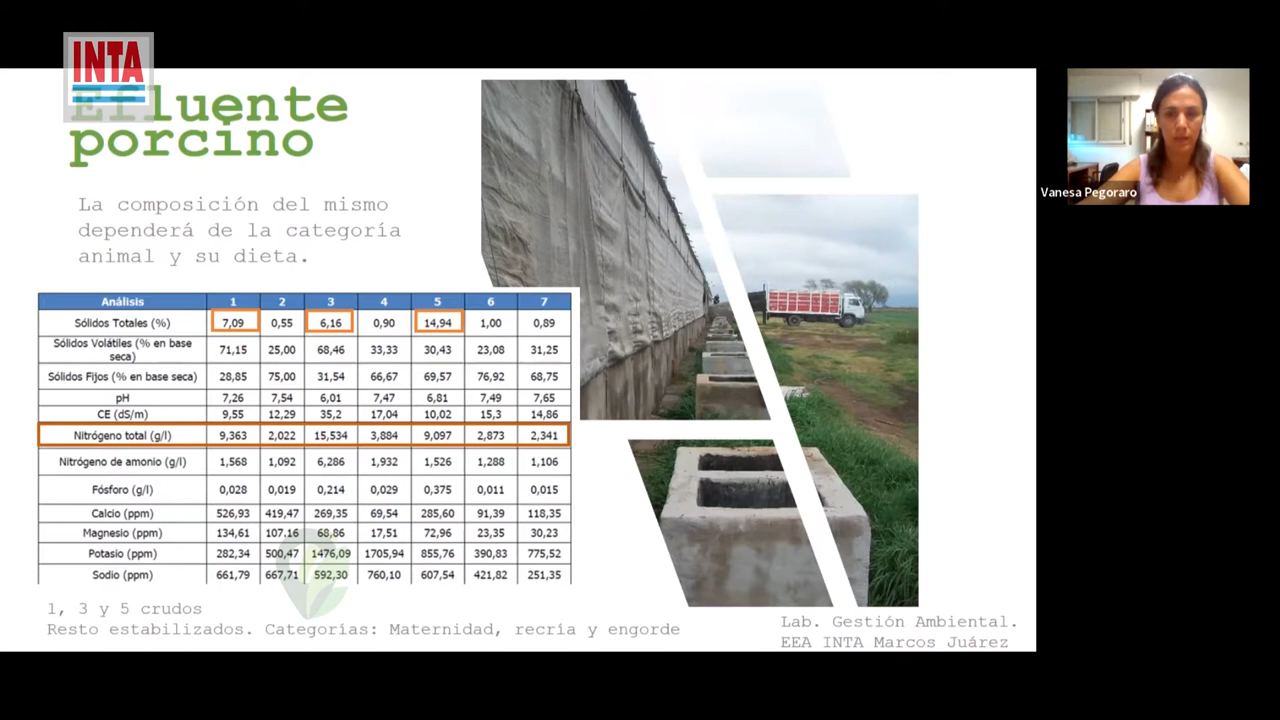 INTA
Efluente
porcino
La composición del mismo
dependerá de la categoría
animal y su dieta.
Análisis 1 2 3 4 5 6 7
Sólidos Totales (%) 7,09 0,55 6,16 0,90 14,94 1,00 0,89
Sólidos Volátiles (% en base
seca) 71,15 25,00 68,46 33,33 30,43 23,08 31,25
Sólidos Fijos (% en base seca) 28,85 75,00 31,54 66,67 69,57 76,92 68,75
pH 7,26 7,54 6,01 7,47 6,81 7,49 7,65
CE (dS/m) 9,55 12,29 35,2 17,04 10,02 15,3 14,86
Nitrógeno total (g/l) 9,363 2,022 15,534 3,884 9,097 2,873 2,341
Nitrógeno de amonio (g/l) 1,568 1,092 6,286 1,932 1,526 1,288 1,106
Fósforo (g/l) 0,028 0,019 0,214 0,029 0,375 0,011 0,015
Calcio (ppm) 526,93 419,47 269,35 69,54 285,60 91,39 118,35
Magnesio (ppm) 134,61 107.16 68,86 17,51 72,96 23,35 30,23
Potasio (ppm) 282,34 500,47 1476,09 1705,94 855,76 390,83 775,52
Sodio (ppm) 661,79 667,71 592,30 760,10 607,54 421,82 251,35
1, 3 y 5 crudos
Resto estabilizados. Categorías: Maternidad, recría y engorde
Lab. Gestión Ambiental.
EEA INTA Marcos Juárez
Vanesa Pegoraro